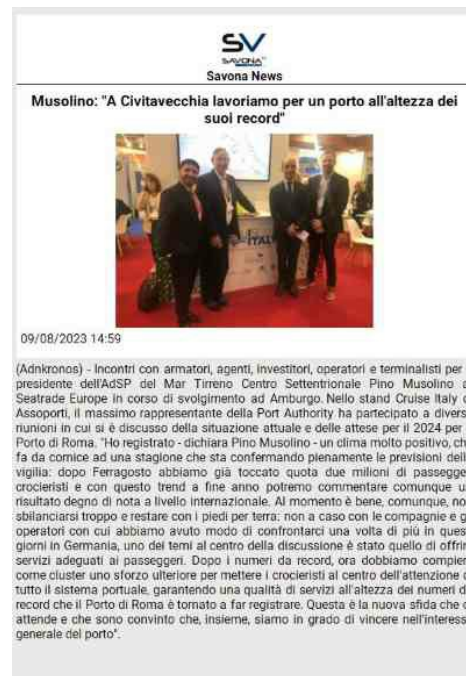 SV
SAVONA
Savona News
Musolino: "A Civitavecchia lavoriamo per un porto all'altezza dei
suoi record"
ITALY
09/08/2023 14:59
(Adnkronos) - Incontri con armatori, agenti, investitori, operatori e terminalisti per
presidente dell'AdSP del Mar Tirreno Centro Settentrionale Pino Musolino a
Seatrade Europe in corso di svolgimento ad Amburgo. Nello stand Cruise Italy d
Assoporti, il massimo rappresentante della Port Authority ha partecipato a divers
riunioni in cui si è discusso della situazione attuale e delle attese per il 2024 per
Porto di Roma. "Ho registrato - dichiara Pino Musolino - un clima molto positivo, ch
fa da cornice ad una stagione che sta confermando pienamente le previsioni dell
vigilia: dopo Ferragosto abbiamo già toccato quota due milioni di passegge
crocieristi e con questo trend a fine anno potremo commentare comunque u
risultato degno di nota a livello internazionale. Al momento è bene, comunque, no
sbilanciarsi troppo e restare con i piedi per terra: non a caso con le compagnie e g
operatori con cui abbiamo avuto modo di confrontarci una volta di più in ques
giorni in Germania, uno dei temi al centro della discussione è stato quello di offrir
servizi adeguati ai passeggeri. Dopo i numeri da record, ora dobbiamo compier
come cluster uno sforzo ulteriore per mettere i crocieristi al centro dell'attenzione d
tutto il sistema portuale, garantendo una qualità di servizi all'altezza dei numeri d
record che il Porto di Roma è tornato a far registrare. Questa è la nuova sfida che c
attende e che sono convinto che, insieme, siamo in grado di vincere nell'interess
generale del porto".